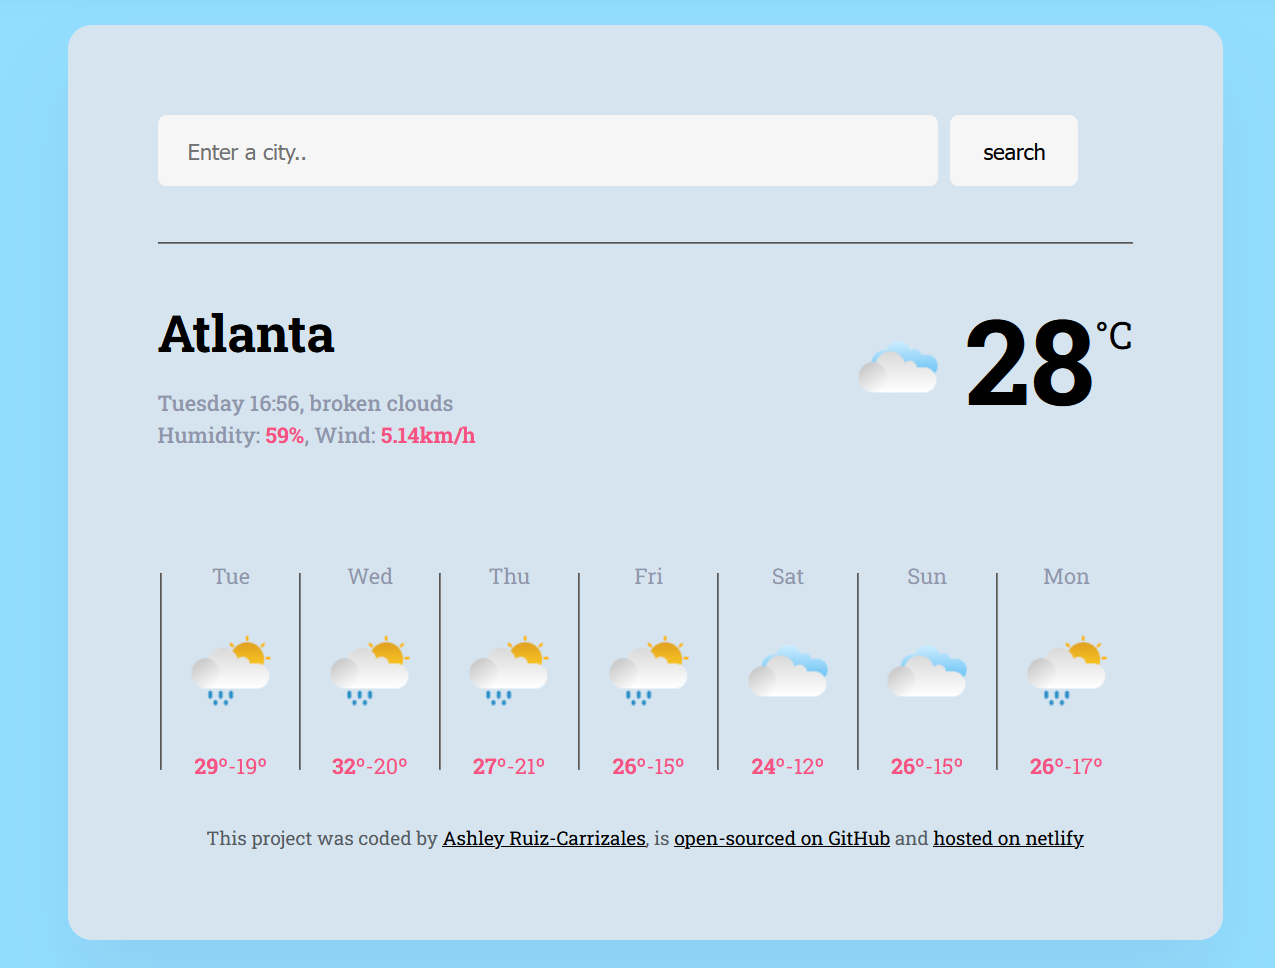 Enter a city..
search
Atlanta
28°C
Tuesday 16:56, broken clouds
Humidity: 59%, Wind: 5.14km/h
Tue Wed Thu Fri Sat Sun Mon
29º-19º 32º-20º 27º-21º 26º-15º 24º-12º 26º-15º 26º-17º
This project was coded by Ashley Ruiz-Carrizales, is open-sourced on GitHub and hosted on netlify